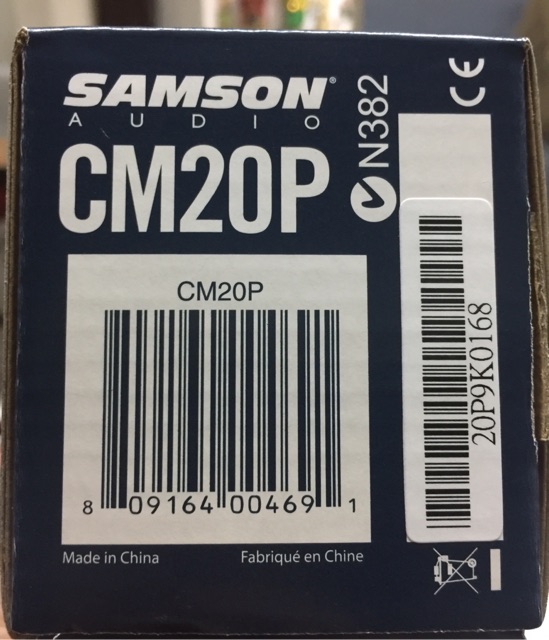 SAMSON®
AUDIO
CM20P
N382
CE
CM20P
8 09164 00469 1
20P9K0168
Made in China
Fabriqué en Chine